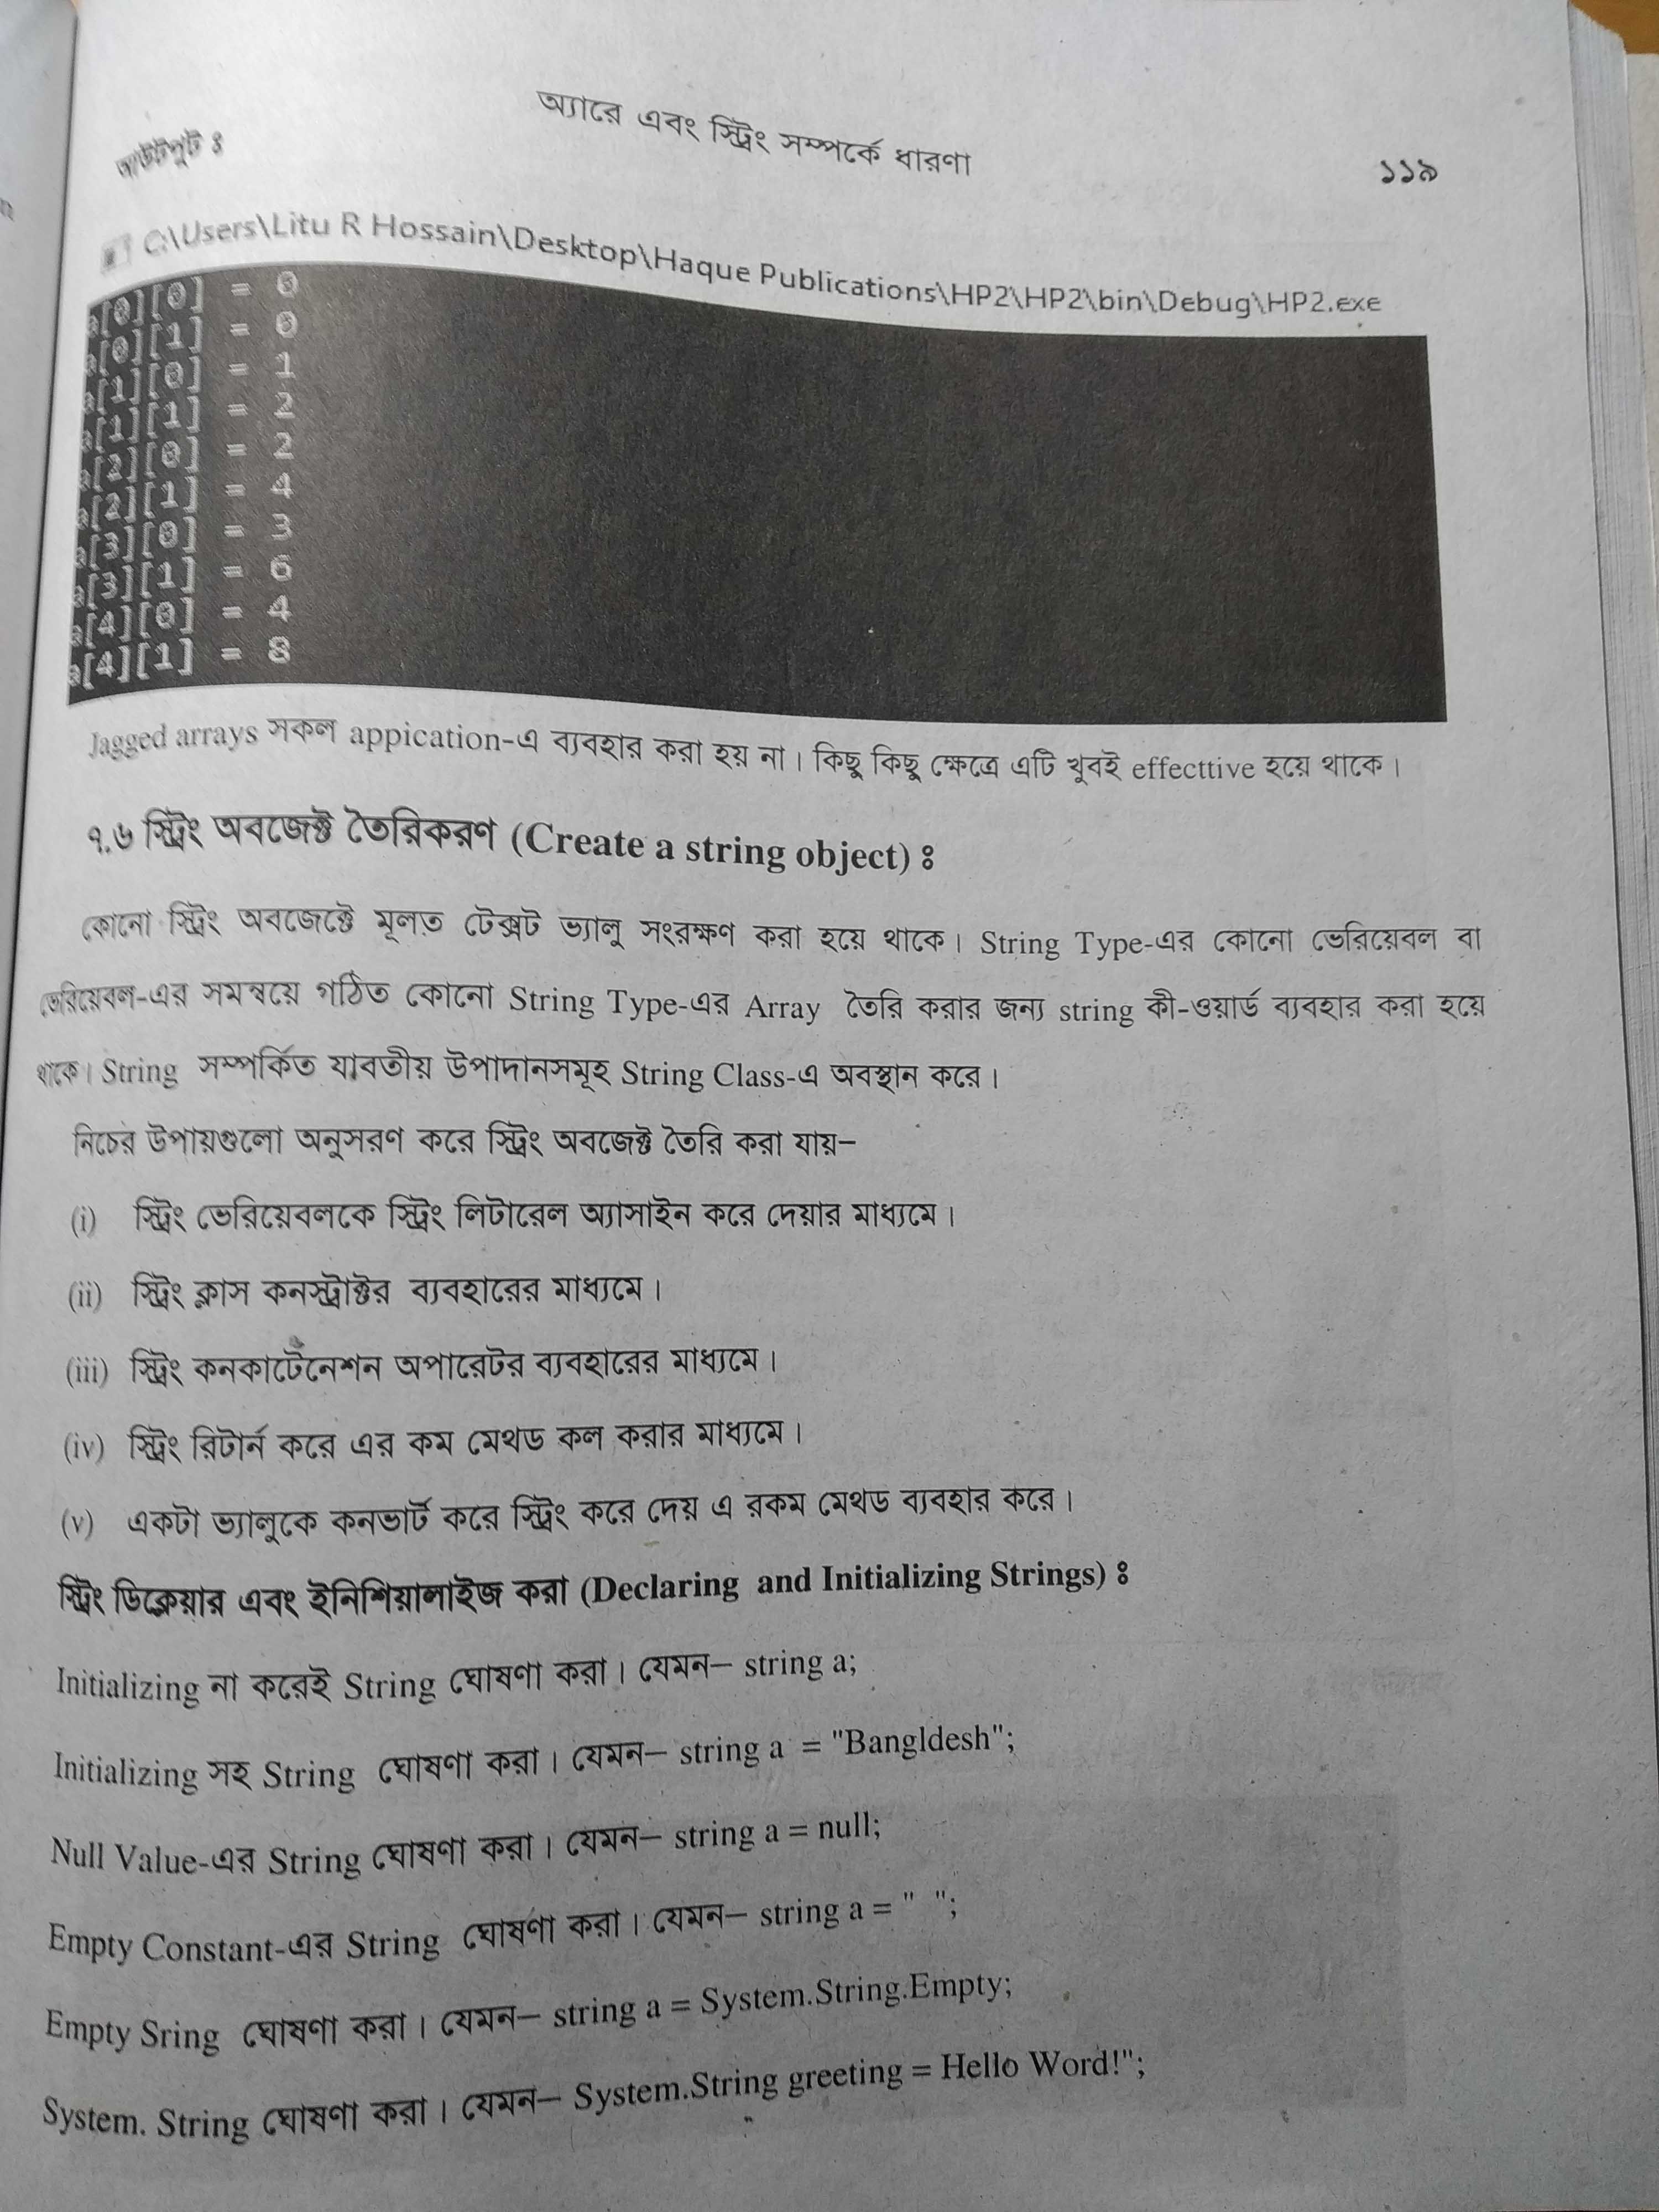 অ্যারে এবং স্ট্রিং সম্পর্কে ধারণা
১১৯
আউটপুট ঃ
C:\Users\Litu R Hossain\Desktop\Haque Publications\HP2\HP2\bin\Debug\HP2.exe
a[0][0] = 0
a[0][1] = 0
a[1][0] = 1
a[1][1] = 2
a[2][0] = 2
a[2][1] = 4
a[3][0] = 3
a[3][1] = 6
a[4][0] = 4
a[4][1] = 8
Jagged arrays সকল appication-এ ব্যবহার করা হয় না। কিছু কিছু ক্ষেত্রে এটি খুবই effecttive হয়ে থাকে।
৭.৬ স্ট্রিং অবজেক্ট তৈরিকরণ (Create a string object) ঃ
কোনো স্ট্রিং অবজেক্টে মূলত টেক্সট ভ্যালু সংরক্ষণ করা হয়ে থাকে। String Type-এর কোনো ভেরিয়েবল বা
ভেরিয়েবল-এর সমন্বয়ে গঠিত কোনো String Type-এর Array তৈরি করার জন্য string কী-ওয়ার্ড ব্যবহার করা হয়ে
থাকে। String সম্পর্কিত যাবতীয় উপাদানসমূহ String Class-এ অবস্থান করে।
নিচের উপায়গুলো অনুসরণ করে স্ট্রিং অবজেক্ট তৈরি করা যায়–
(i) স্ট্রিং ভেরিয়েবলকে স্ট্রিং লিটারেল অ্যাসাইন করে দেয়ার মাধ্যমে।
(ii) স্ট্রিং ক্লাস কনস্ট্রাক্টর ব্যবহারের মাধ্যমে।
(iii) স্ট্রিং কনকাটেনেশন অপারেটর ব্যবহারের মাধ্যমে।
(iv) স্ট্রিং রিটার্ন করে এর কম মেথড কল করার মাধ্যমে।
(v) একটা ভ্যালুকে কনভার্ট করে স্ট্রিং করে দেয় এ রকম মেথড ব্যবহার করে।
স্ট্রিং ডিক্লেয়ার এবং ইনিশিয়ালাইজ করা (Declaring and Initializing Strings) ঃ
Initializing না করেই String ঘোষণা করা। যেমন– string a;
Initializing সহ String ঘোষণা করা। যেমন– string a = "Bangldesh";
Null Value-এর String ঘোষণা করা। যেমন– string a = null;
Empty Constant-এর String ঘোষণা করা। যেমন– string a = " ";
Empty Sring ঘোষণা করা। যেমন– string a = System.String.Empty;
System. String ঘোষণা করা। যেমন– System.String greeting = Hello Word!";